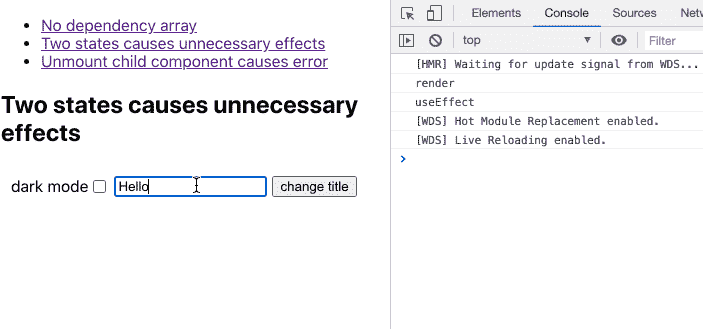 No dependency array
Two states causes unnecessary effects
Unmount child component causes error
Two states causes unnecessary
effects
dark mode Hello change title
Elements Console Sources Netw
top Filter
[HMR] Waiting for update signal from WDS...
render
useEffect
[WDS] Hot Module Replacement enabled.
[WDS] Live Reloading enabled.